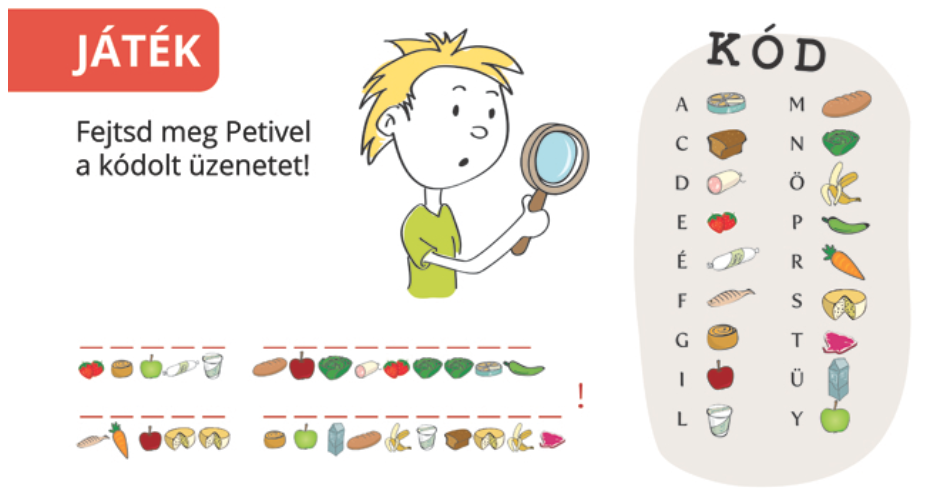 JÁTÉK
Fejtsd meg Petivel
a kódolt üzenetet!
KÓD
A M
C N
D Ö
E P
É R
F S
G T
I Ü
L Y
!